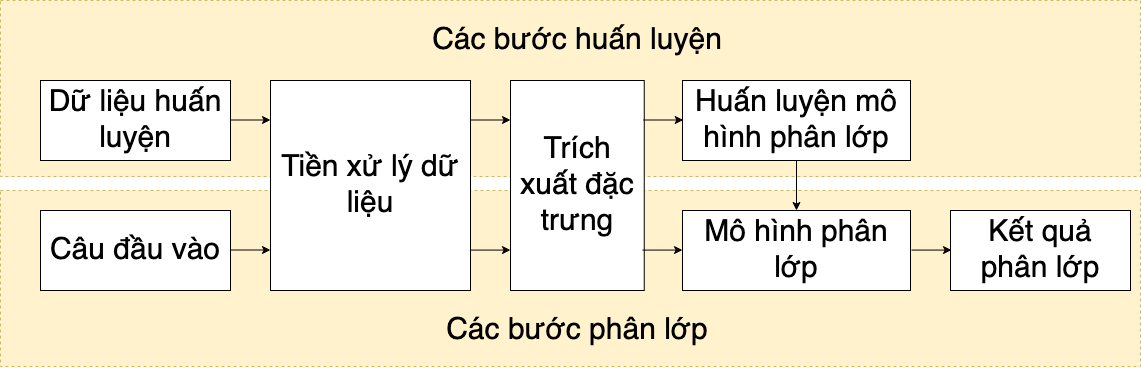 Các bước huấn luyện
Dữ liệu huấn
luyện
Tiền xử lý dữ
liệu
Trích
xuất đặc
trưng
Huấn luyện mô
hình phân lớp
Câu đầu vào
Mô hình phân
lớp
Kết quả
phân lớp
Các bước phân lớp